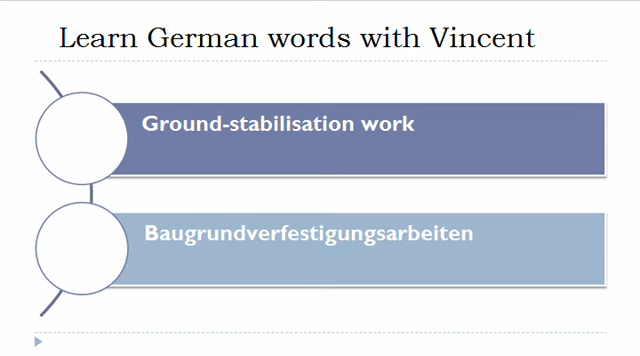 Learn German words with Vincent
Ground-stabilisation work
Baugrundverfestigungsarbeiten